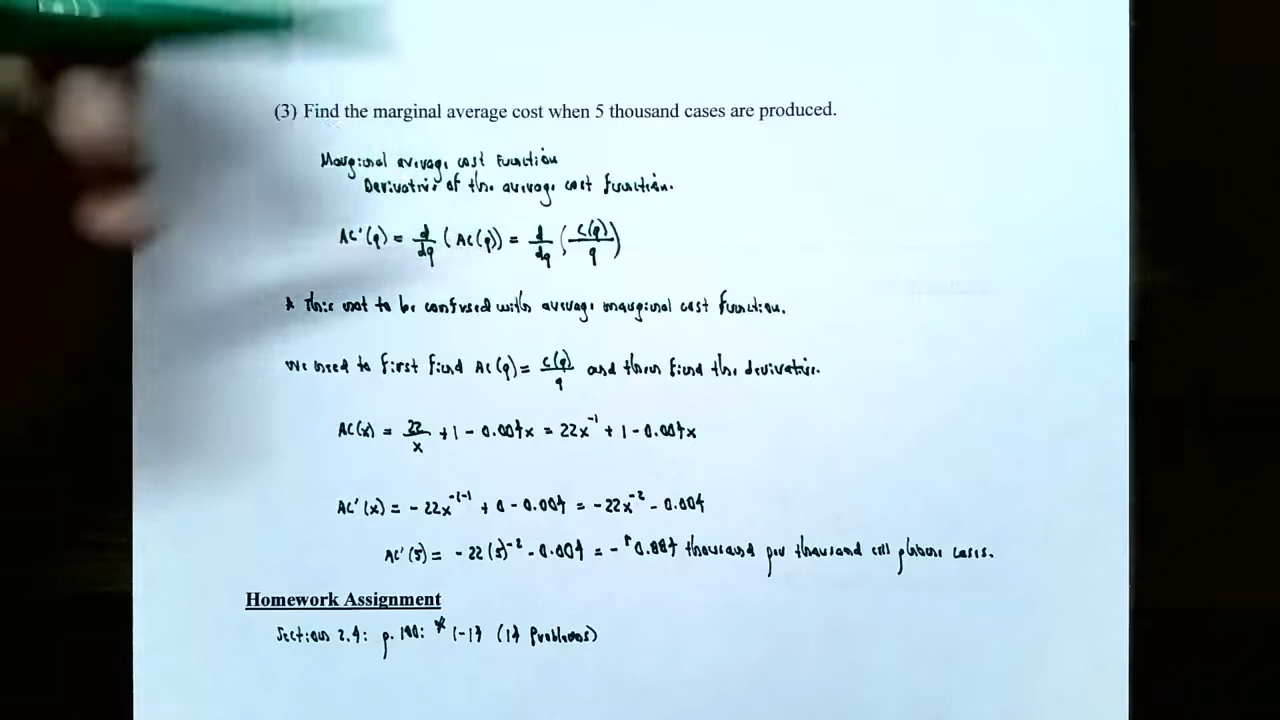 (3) Find the marginal average cost when 5 thousand cases are produced.
Marginal average cost function
Derivative of the average cost function.
AC'(q) = d/dq (AC(q)) = d/dq (C(q)/q)
* This not to be confused with average marginal cost function.
We need to first find AC(q) = C(q)/q and then find the derivative.
AC(x) = 22/x + 1 - 0.004x = 22x⁻¹ + 1 - 0.004x
AC'(x) = -22x⁻¹⁻¹ + 0 - 0.004 = -22x⁻² - 0.004
AC'(5) = -22(5)⁻² - 0.004 = -$0.884 thousand per thousand cell phone cases.
Homework Assignment
Section 2.4: p. (Problems)